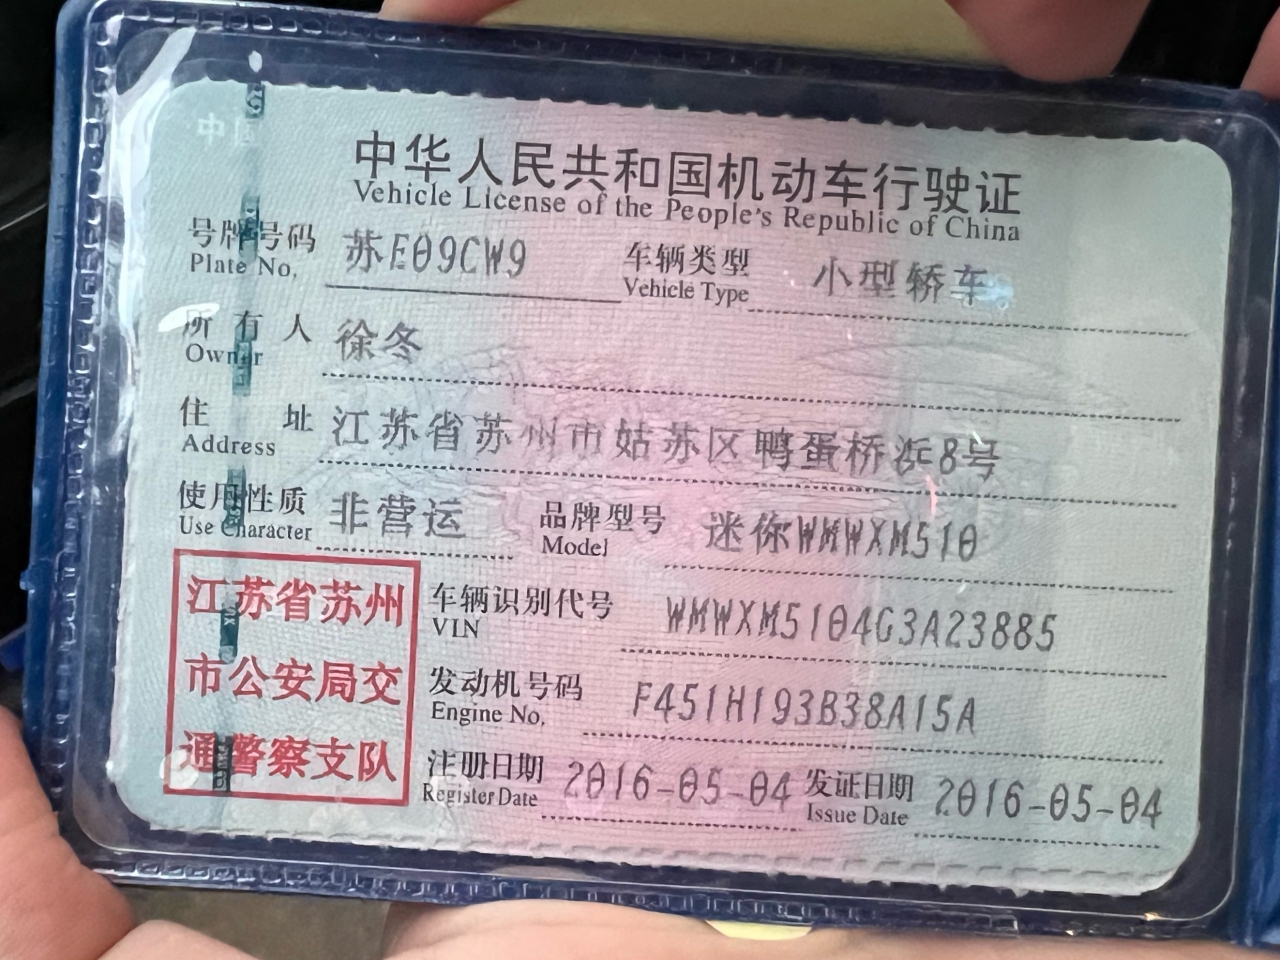 中华人民共和国机动车行驶证
Vehicle License of the People's Republic of China
号牌号码 苏E09CW9 车辆类型 小型轿车
Plate No. Vehicle Type
所有人 徐冬
Owner
住址 江苏省苏州市姑苏区鸭蛋桥浜8号
Address
使用性质 非营运 品牌型号 迷你WMWXM510
Use Character Model
江苏省苏州
市公安局交
通警察支队
车辆识别代号 WMWXM5104G3A23885
VIN
发动机号码 F451H193B38A15A
Engine No.
注册日期 2016-05-04 发证日期 2016-05-04
Register Date Issue Date